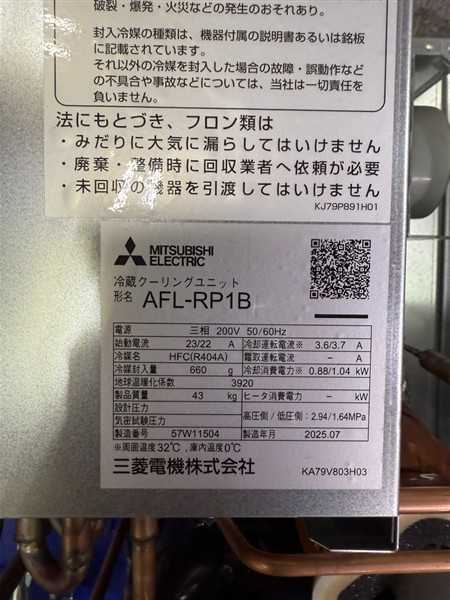 破裂・爆発・火災などの発生のおそれあり。
封入冷媒の種類は、機器付属の説明書あるいは銘板
に記載されています。
それ以外の冷媒を封入した場合の故障・誤動作など
の不具合や事故などについては、当社は一切責任を
負いません。
法にもとづき、フロン類は
・みだりに大気に漏らしてはいけません
・廃棄・整備時に回収業者へ依頼が必要
・未回収の機器を引渡してはいけません
KJ79P891H01
MITSUBISHI
ELECTRIC
冷蔵クーリングユニット
形名 AFL-RP1B
電源 三相 200V 50/60Hz
始動電流 23/22 A 冷却運転電流※ 3.6/3.7 A
冷媒名 HFC(R404A) 霜取運転電流 － A
冷媒封入量 660 g 冷却消費電力※ 0.88/1.04 kW
地球温暖化係数 3920
製品質量 43 kg ヒータ消費電力 － kW
設計圧力 高圧側/低圧側：2.94/1.64MPa
気密試験圧力
製造番号 57W11504 製造年月 2025.07
※周囲温度32℃,庫内温度0℃
三菱電機株式会社
KA79V803H03